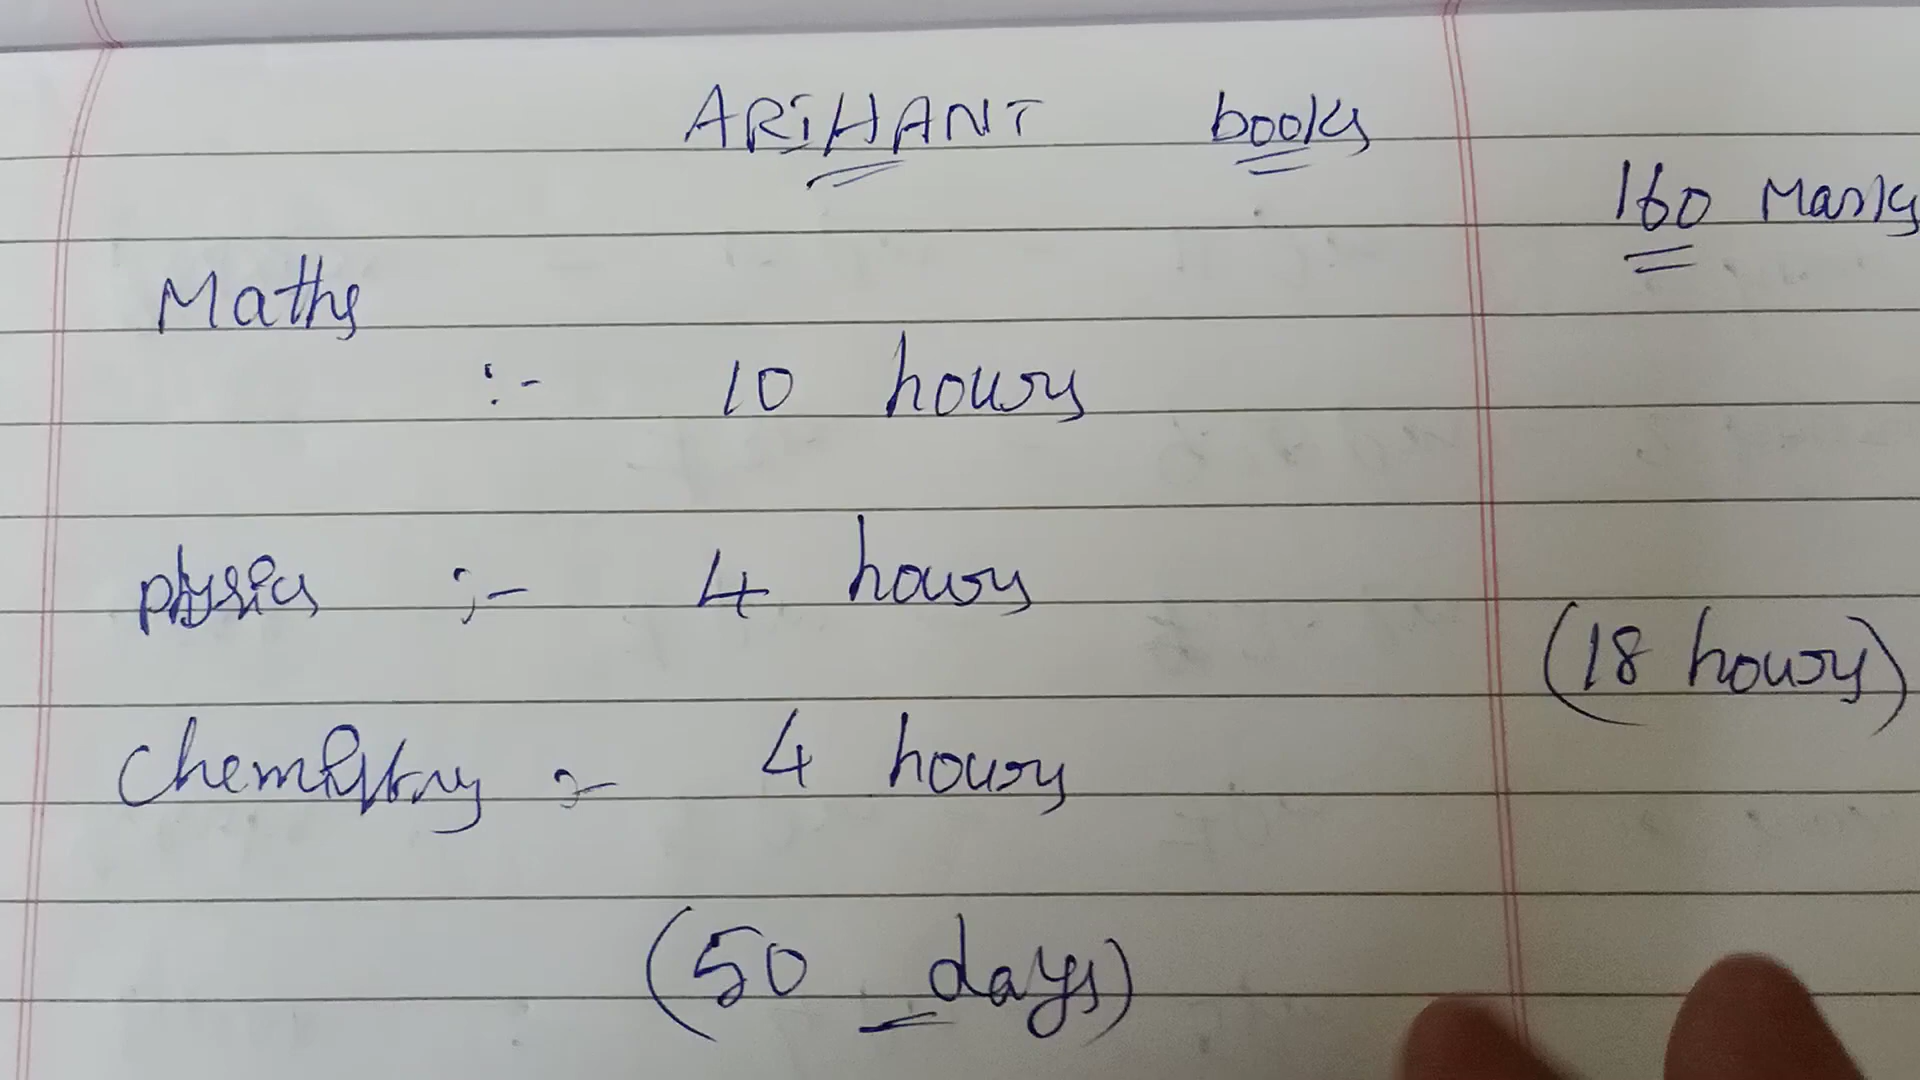 ARiHANT books
160 Marks
Maths
:- 10 hours
physics :- 4 hours
(18 hours)
chemistry :- 4 hours
(50 days)